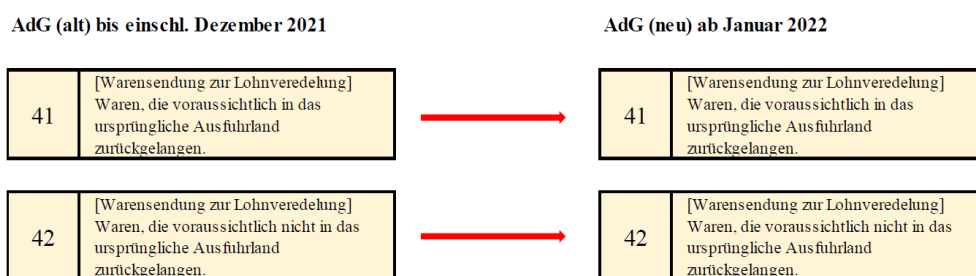 AdG (alt) bis einschl. Dezember 2021
AdG (neu) ab Januar 2022
41
[Warensendung zur Lohnveredelung]
Waren, die voraussichtlich in das
ursprüngliche Ausfuhrland
zurückgelangen.
41
[Warensendung zur Lohnveredelung]
Waren, die voraussichtlich in das
ursprüngliche Ausfuhrland
zurückgelangen.
42
[Warensendung zur Lohnveredelung]
Waren, die voraussichtlich nicht in das
ursprüngliche Ausfuhrland
zurückgelangen.
42
[Warensendung zur Lohnveredelung]
Waren, die voraussichtlich nicht in das
ursprüngliche Ausfuhrland
zurückgelangen.